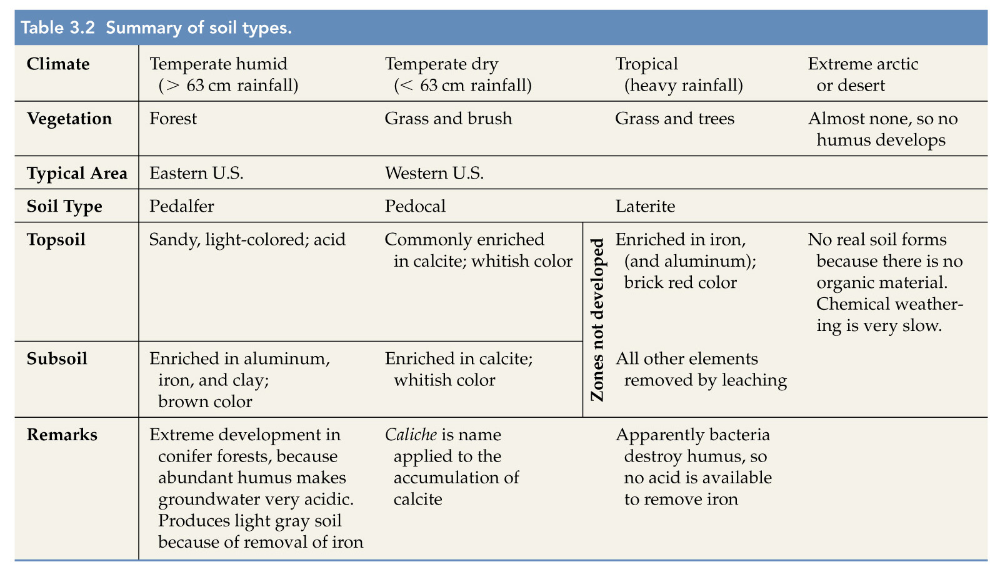 Table 3.2 Summary of soil types.
Climate
Temperate humid
(> 63 cm rainfall)
Temperate dry
(< 63 cm rainfall)
Tropical
(heavy rainfall)
Extreme arctic
or desert
Vegetation
Forest
Grass and brush
Grass and trees
Almost none, so no
humus develops
Typical Area
Eastern U.S.
Western U.S.
Soil Type
Pedalfer
Pedocal
Laterite
Topsoil
Sandy, light-colored; acid
Commonly enriched
in calcite; whitish color
Zones not developed
Enriched in iron,
(and aluminum);
brick red color
No real soil forms
because there is no
organic material.
Chemical weather-
ing is very slow.
Subsoil
Enriched in aluminum,
iron, and clay;
brown color
Enriched in calcite;
whitish color
All other elements
removed by leaching
Remarks
Extreme development in
conifer forests, because
abundant humus makes
groundwater very acidic.
Produces light gray soil
because of removal of iron
Caliche is name
applied to the
accumulation of
calcite
Apparently bacteria
destroy humus, so
no acid is available
to remove iron